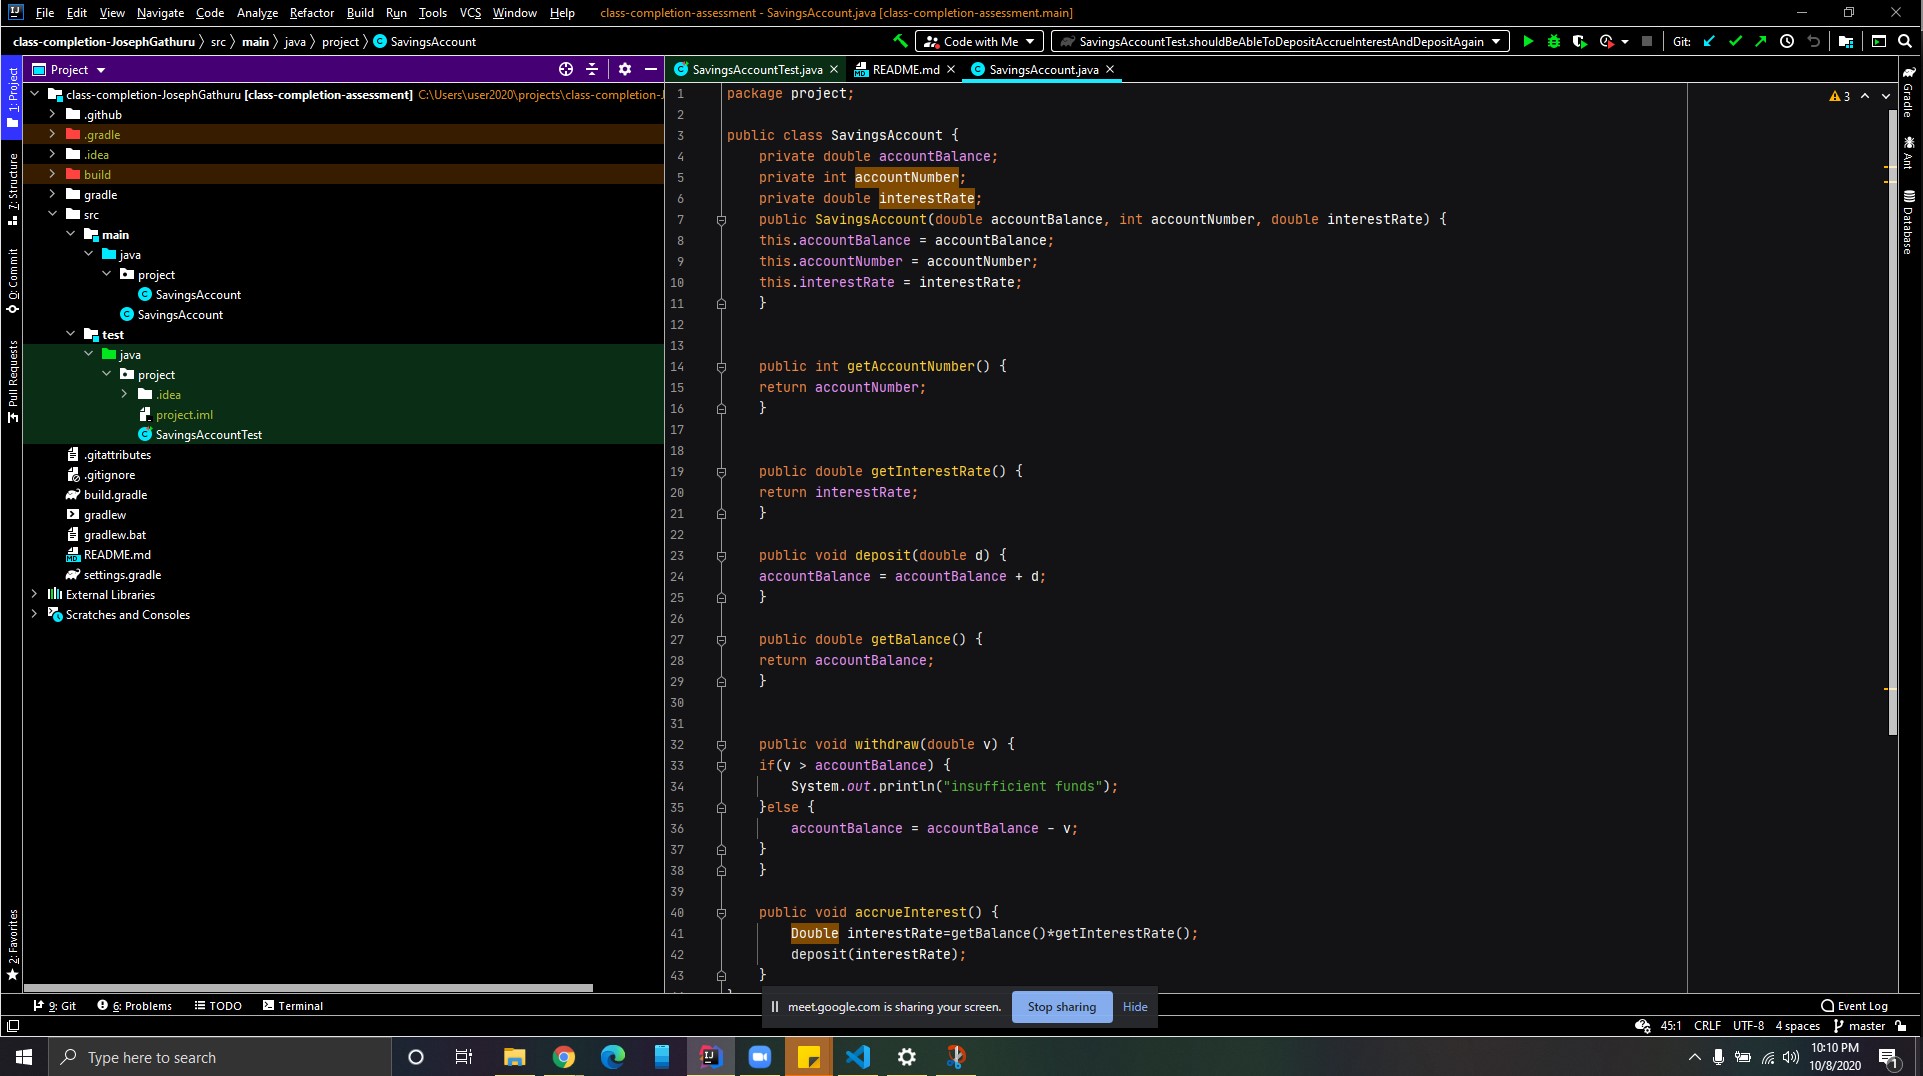 File Edit View Navigate Code Analyze Refactor Build Run Tools VCS Window Help class-completion-assessment - SavingsAccount.java [class-completion-assessment.main]
class-completion-JosephGathuru src main java project SavingsAccount Code with Me SavingsAccountTest.shouldBeAbleToDepositAccrueInterestAndDepositAgain Git:
Project
SavingsAccountTest.java README.md SavingsAccount.java
class-completion-JosephGathuru [class-completion-assessment] C:\Users\user2020\projects\class-completion-J
.github
.gradle
.idea
build
gradle
src
main
java
project
SavingsAccount
SavingsAccount
test
java
project
.idea
project.iml
SavingsAccountTest
.gitattributes
.gitignore
build.gradle
gradlew
gradlew.bat
README.md
settings.gradle
External Libraries
Scratches and Consoles
1: Project
7: Structure
0: Commit
Pull Requests
2: Favorites
3
1 package project;
2
3 public class SavingsAccount {
4 private double accountBalance;
5 private int accountNumber;
6 private double interestRate;
7 public SavingsAccount(double accountBalance, int accountNumber, double interestRate) {
8 this.accountBalance = accountBalance;
9 this.accountNumber = accountNumber;
10 this.interestRate = interestRate;
11 }
12
13
14 public int getAccountNumber() {
15 return accountNumber;
16 }
17
18
19 public double getInterestRate() {
20 return interestRate;
21 }
22
23 public void deposit(double d) {
24 accountBalance = accountBalance + d;
25 }
26
27 public double getBalance() {
28 return accountBalance;
29 }
30
31
32 public void withdraw(double v) {
33 if(v > accountBalance) {
34 System.out.println("insufficient funds");
35 }else {
36 accountBalance = accountBalance - v;
37 }
38 }
39
40 public void accrueInterest() {
41 Double interestRate=getBalance()*getInterestRate();
42 deposit(interestRate);
43 }
Gradle
Ant
Database
9: Git 6: Problems TODO Terminal Event Log
meet.google.com is sharing your screen. Stop sharing Hide
45:1 CRLF UTF-8 4 spaces master
Type here to search
10:10 PM
10/8/2020
1